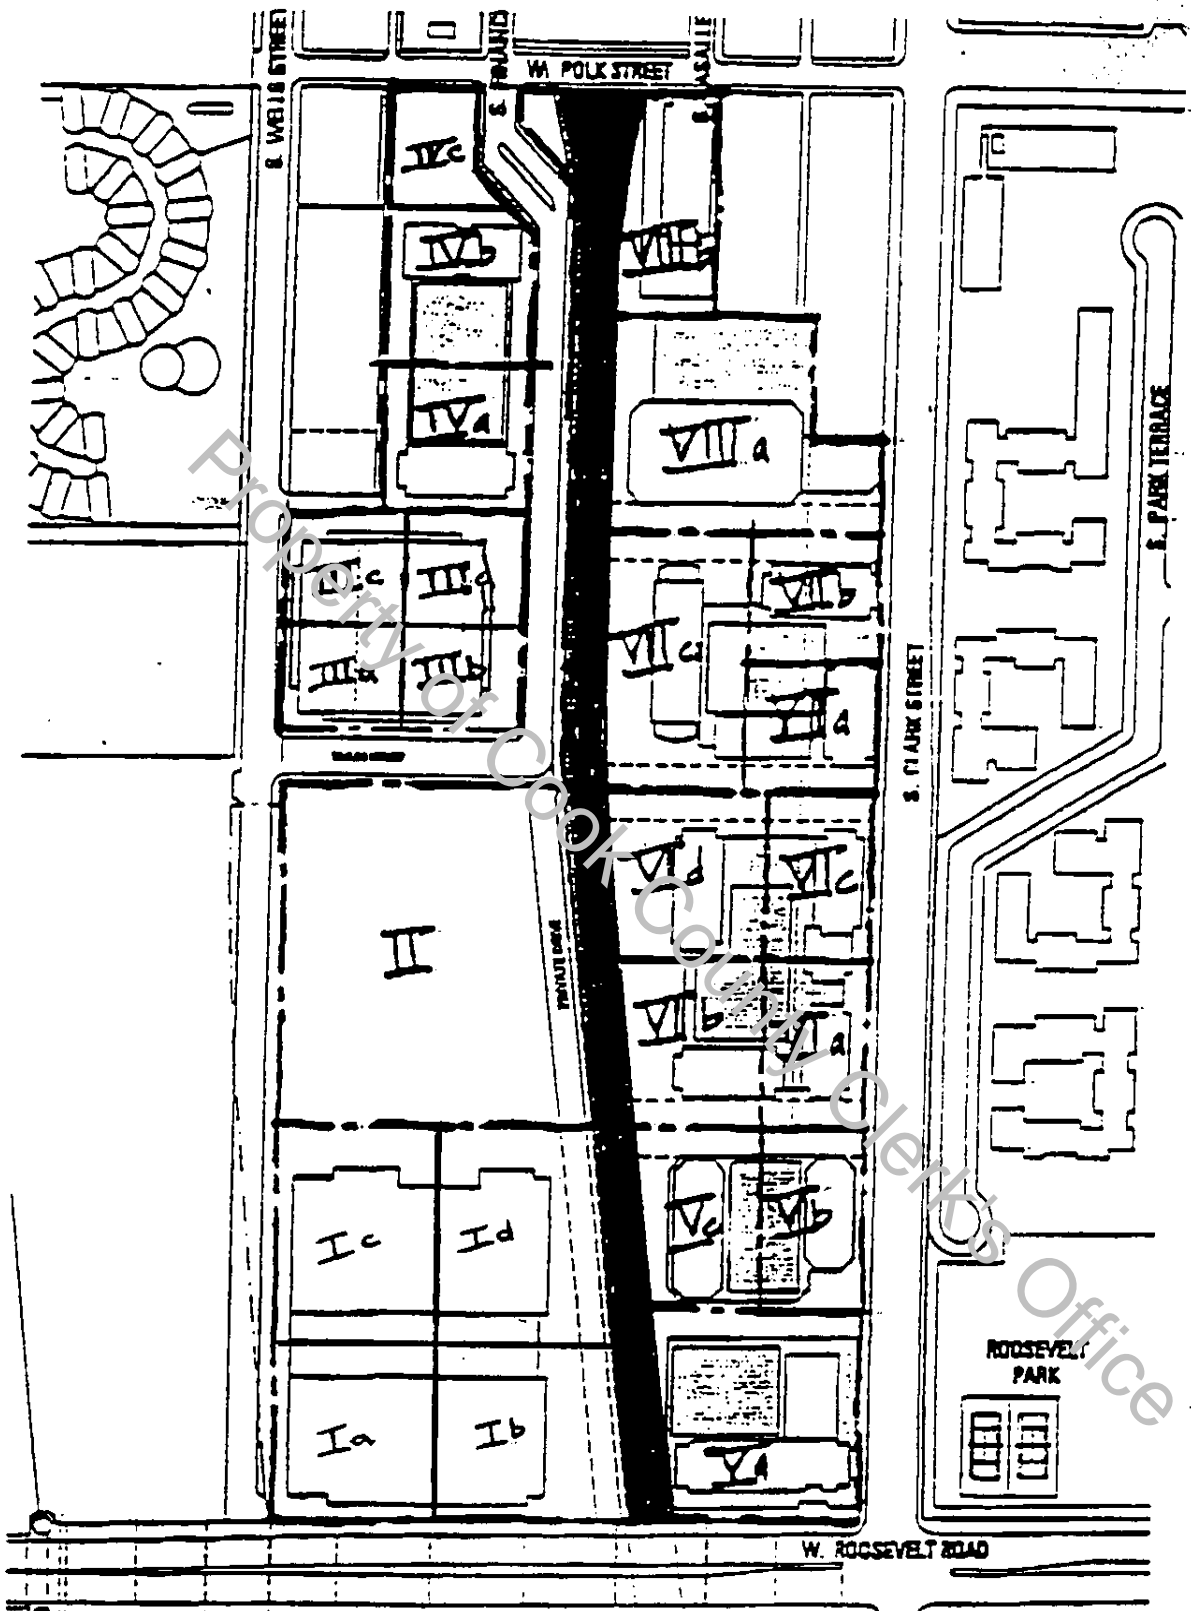 S. WELLS STREET
W. POLK STREET
IVc
IVb
VIIIb
IVa
VIIIa
S. PARK TERRACE
IIIc
IIId
VIIb
IIIa
IIIb
VIIc
VIIa
S. CLARK STREET
VId
VIc
II
VIb
VIa
Ic
Id
Vc
Vb
ROOSEVELT
PARK
Ia
Ib
Va
W. ROOSEVELT ROAD
Property of Cook County Clerk's Office